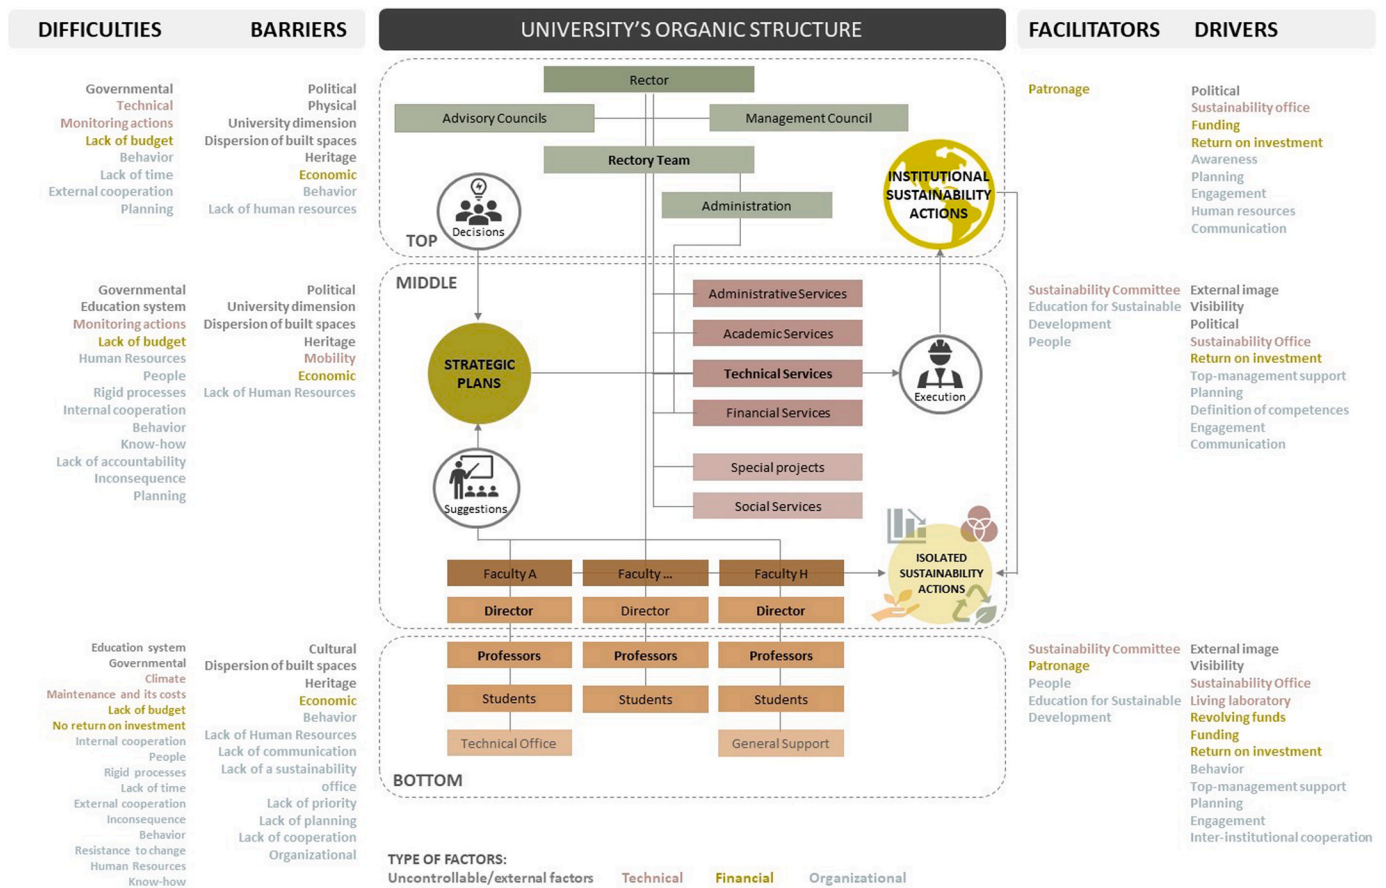 DIFFICULTIES
BARRIERS
UNIVERSITY'S ORGANIC STRUCTURE
FACILITATORS
DRIVERS
Governmental
Technical
Monitoring actions
Lack of budget
Behavior
Lack of time
External cooperation
Planning
Political
Physical
University dimension
Dispersion of built spaces
Heritage
Economic
Behavior
Lack of human resources
Rector
Advisory Councils
Management Council
Rectory Team
Administration
Decisions
TOP
INSTITUTIONAL
SUSTAINABILITY
ACTIONS
Patronage
Political
Sustainability office
Funding
Return on investment
Awareness
Planning
Engagement
Human resources
Communication
Governmental
Education system
Monitoring actions
Lack of budget
Human Resources
People
Rigid processes
Internal cooperation
Behavior
Know-how
Lack of accountability
Inconsequence
Planning
Political
University dimension
Dispersion of built spaces
Heritage
Mobility
Economic
Lack of Human Resources
MIDDLE
STRATEGIC
PLANS
Suggestions
Administrative Services
Academic Services
Technical Services
Financial Services
Special projects
Social Services
Execution
ISOLATED
SUSTAINABILITY
ACTIONS
Faculty A
Faculty ...
Faculty H
Director
Director
Director
Sustainability Committee
Education for Sustainable
Development
People
External image
Visibility
Political
Sustainability Office
Return on investment
Top-management support
Planning
Definition of competences
Engagement
Communication
Education system
Governmental
Climate
Maintenance and its costs
Lack of budget
No return on investment
Internal cooperation
People
Rigid processes
Lack of time
External cooperation
Inconsequence
Behavior
Resistance to change
Human Resources
Know-how
Cultural
Dispersion of built spaces
Heritage
Economic
Behavior
Lack of Human Resources
Lack of communication
Lack of a sustainability
office
Lack of priority
Lack of planning
Lack of cooperation
Organizational
Professors
Professors
Professors
Students
Students
Students
Technical Office
General Support
BOTTOM
Sustainability Committee
Patronage
People
Education for Sustainable
Development
External image
Visibility
Sustainability Office
Living laboratory
Revolving funds
Funding
Return on investment
Behavior
Top-management support
Planning
Engagement
Inter-institutional cooperation
TYPE OF FACTORS:
Uncontrollable/external factors
Technical
Financial
Organizational